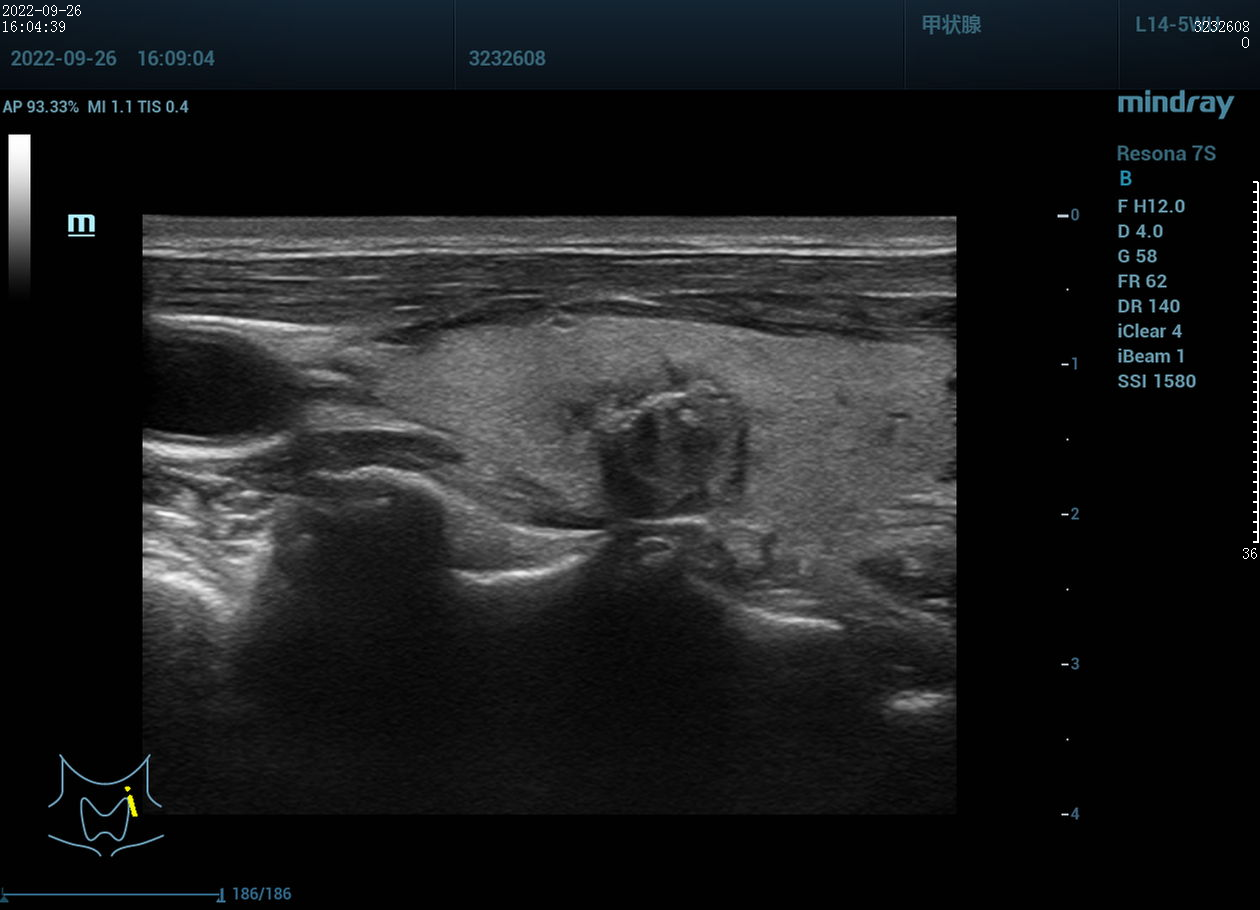 2022-09-26
16:04:39
3232608
0
2022-09-26 16:09:04
3232608
甲状腺
AP 93.33% MI 1.1 TIS 0.4
mindray
Resona 7S
B
F H12.0
D 4.0
G 58
FR 62
DR 140
iClear 4
iBeam 1
SSI 1580
m
0
1
2
3
4
36
186/186